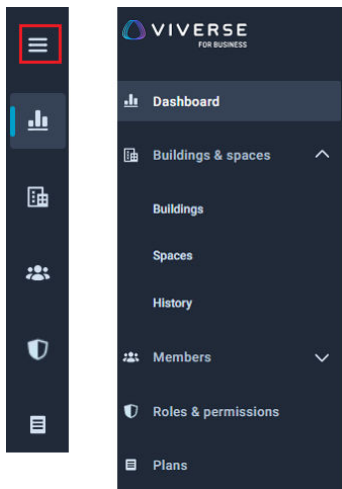 VIVERSE
FOR BUSINESS
Dashboard
Buildings & spaces
Buildings
Spaces
History
Members
Roles & permissions
Plans